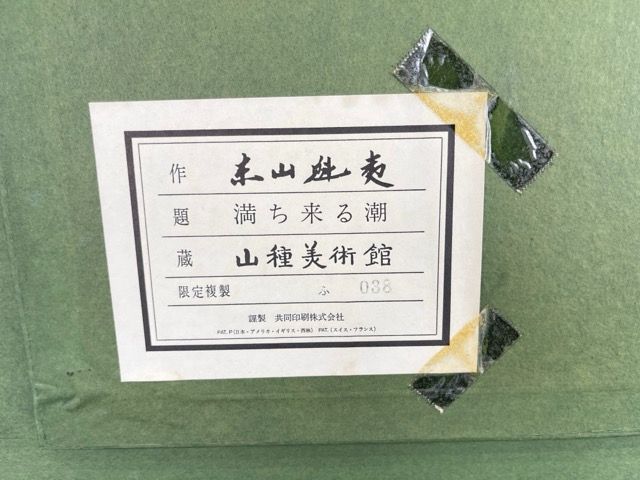 作 東山魁夷
題 満ち来る潮
蔵 山種美術館
限定複製 ふ 038
謹製 共同印刷株式会社
PAT. P(日本・アメリカ・イギリス・西独) PAT. (スイス・フランス)